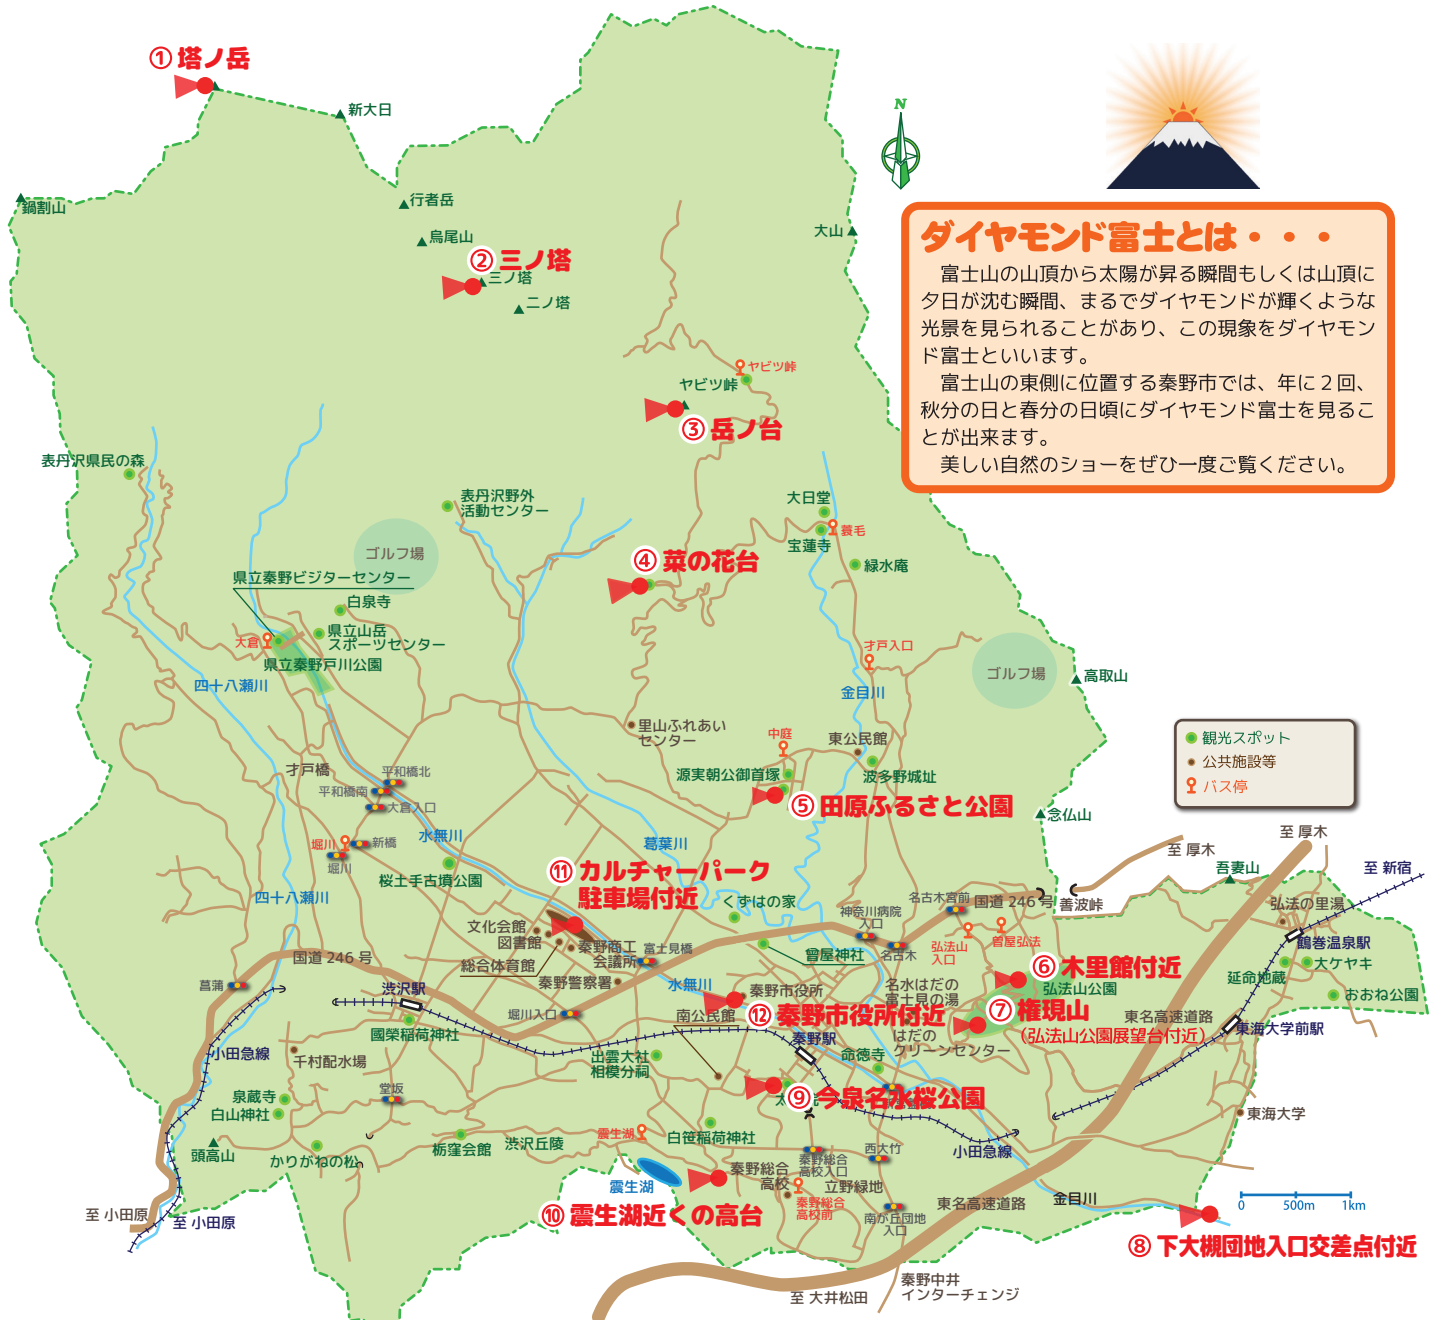 ① 塔ノ岳
新大日
鍋割山
行者岳
烏尾山
② 三ノ塔
三ノ塔
二ノ塔
大山
N
ダイヤモンド富士とは・・・
富士山の山頂から太陽が昇る瞬間もしくは山頂に
夕日が沈む瞬間、まるでダイヤモンドが輝くような
光景を見られることがあり、この現象をダイヤモン
ド富士といいます。
富士山の東側に位置する秦野市では、年に２回、
秋分の日と春分の日頃にダイヤモンド富士を見るこ
とが出来ます。
美しい自然のショーをぜひ一度ご覧ください。
ヤビツ峠
ヤビツ峠
③ 岳ノ台
表丹沢県民の森
表丹沢野外
活動センター
大日堂
蓑毛
宝蓮寺
緑水庵
ゴルフ場
④ 菜の花台
県立秦野ビジターセンター
白泉寺
県立山岳
スポーツセンター
大倉
県立秦野戸川公園
四十八瀬川
才戸入口
ゴルフ場
高取山
金目川
里山ふれあい
センター
中庭
東公民館
源実朝公御首塚
波多野城址
⑤ 田原ふるさと公園
観光スポット
公共施設等
バス停
才戸橋
平和橋北
平和橋南
大倉入口
水無川
葛葉川
念仏山
堀川
新橋
堀川
桜土手古墳公園
⑪ カルチャーパーク
駐車場付近
至 厚木
至 厚木
吾妻山
至 新宿
四十八瀬川
くずはの家
名古木宮前
国道 246 号
善波峠
神奈川病院
入口
弘法の里湯
文化会館
図書館
秦野商工
会議所
富士見橋
曾屋神社
名古木
弘法山
入口
曽屋弘法
鶴巻温泉駅
総合体育館
国道 246 号
⑥ 木里館付近
弘法山公園
延命地蔵
大ケヤキ
おおね公園
菖蒲
渋沢駅
秦野警察署
水無川
秦野市役所
名水はだの
富士見の湯
⑦ 権現山
（弘法山公園展望台付近）
東名高速道路
東海大学前駅
堀川入口
南公民館
⑫ 秦野市役所付近
國榮稲荷神社
秦野駅
はだの
クリーンセンター
小田急線
千村配水場
出雲大社
相模分祠
命徳寺
堂坂
泉蔵寺
白山神社
⑨ 今泉名水桜公園
東海大学
頭高山
かりがねの松
栃窪会館
渋沢丘陵
震生湖
白笹稲荷神社
西大竹
小田急線
秦野総合
高校入口
震生湖
秦野総合
高校
立野緑地
秦野総合
高校前
⑩ 震生湖近くの高台
南が丘団地
入口
東名高速道路
金目川
0 500m 1km
至 小田原
至 小田原
⑧ 下大槻団地入口交差点付近
秦野中井
インターチェンジ
至 大井松田